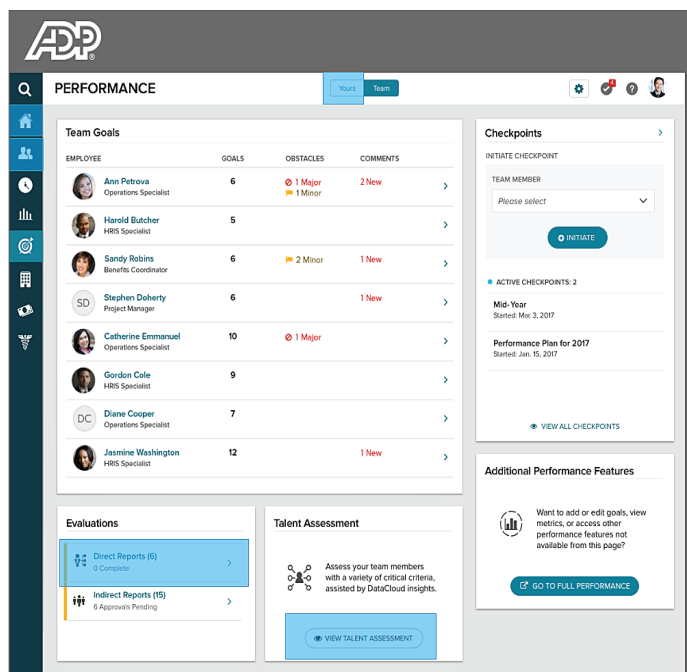 ADP
PERFORMANCE
Yours
Team
4
?
Team Goals
EMPLOYEE GOALS OBSTACLES COMMENTS
Ann Petrova 6 1 Major 2 New
Operations Specialist 1 Minor
Harold Butcher 5
HRIS Specialist
Sandy Robins 6 2 Minor 1 New
Benefits Coordinator
SD Stephen Doherty 6 1 New
Project Manager
Catherine Emmanuel 10 1 Major
Operations Specialist
Gordon Cole 9
HRIS Specialist
DC Diane Cooper 7
Operations Specialist
Jasmine Washington 12 1 New
HRIS Specialist
Checkpoints
INITIATE CHECKPOINT
TEAM MEMBER
Please select
INITIATE
ACTIVE CHECKPOINTS: 2
Mid-Year
Started: Mar. 3, 2017
Performance Plan for 2017
Started: Jan. 15, 2017
VIEW ALL CHECKPOINTS
Evaluations
Direct Reports (6)
0 Complete
Indirect Reports (15)
6 Approvals Pending
Talent Assessment
Assess your team members
with a variety of critical criteria,
assisted by DataCloud insights.
VIEW TALENT ASSESSMENT
Additional Performance Features
Want to add or edit goals, view
metrics, or access other
performance features not
available from this page?
GO TO FULL PERFORMANCE